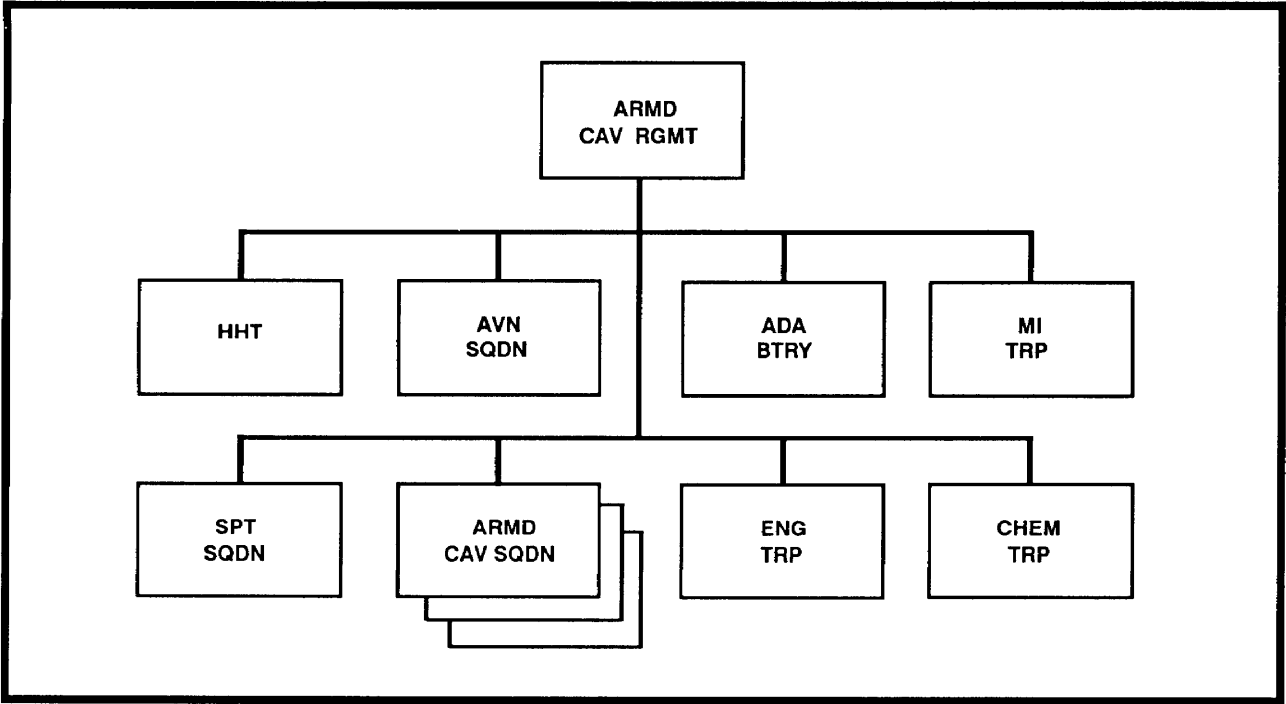 ARMD
CAV RGMT
HHT
AVN
SQDN
ADA
BTRY
MI
TRP
SPT
SQDN
ARMD
CAV SQDN
ENG
TRP
CHEM
TRP